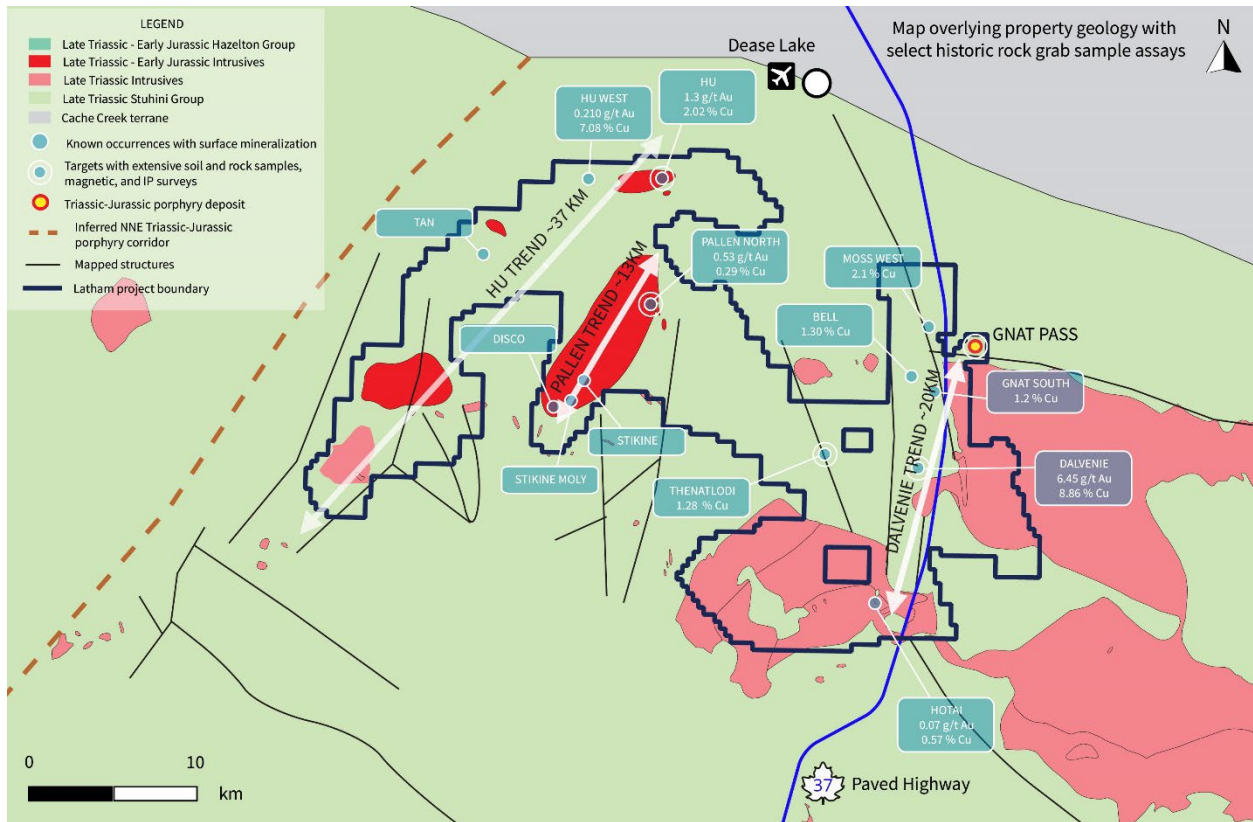 LEGEND
Late Triassic - Early Jurassic Hazelton Group
Late Triassic - Early Jurassic Intrusives
Late Triassic Intrusives
Late Triassic Stuhini Group
Cache Creek terrane
Known occurrences with surface mineralization
Targets with extensive soil and rock samples,
magnetic, and IP surveys
Triassic-Jurassic porphyry deposit
Inferred NNE Triassic-Jurassic
porphyry corridor
Mapped structures
Latham project boundary
Map overlying property geology with
select historic rock grab sample assays
N
Dease Lake
HU WEST
0.210 g/t Au
7.08 % Cu
HU
1.3 g/t Au
2.02 % Cu
TAN
HU TREND ~37 KM
PALLEN NORTH
0.53 g/t Au
0.29 % Cu
PALLEN TREND ~13KM
DISCO
STIKINE
STIKINE MOLY
MOSS WEST
2.1 % Cu
BELL
1.30 % Cu
GNAT PASS
GNAT SOUTH
1.2 % Cu
DALVENIE TREND ~20KM
THENATLODI
1.28 % Cu
DALVENIE
6.45 g/t Au
8.86 % Cu
HOTAI
0.07 g/t Au
0.57 % Cu
0 10
km
37 Paved Highway